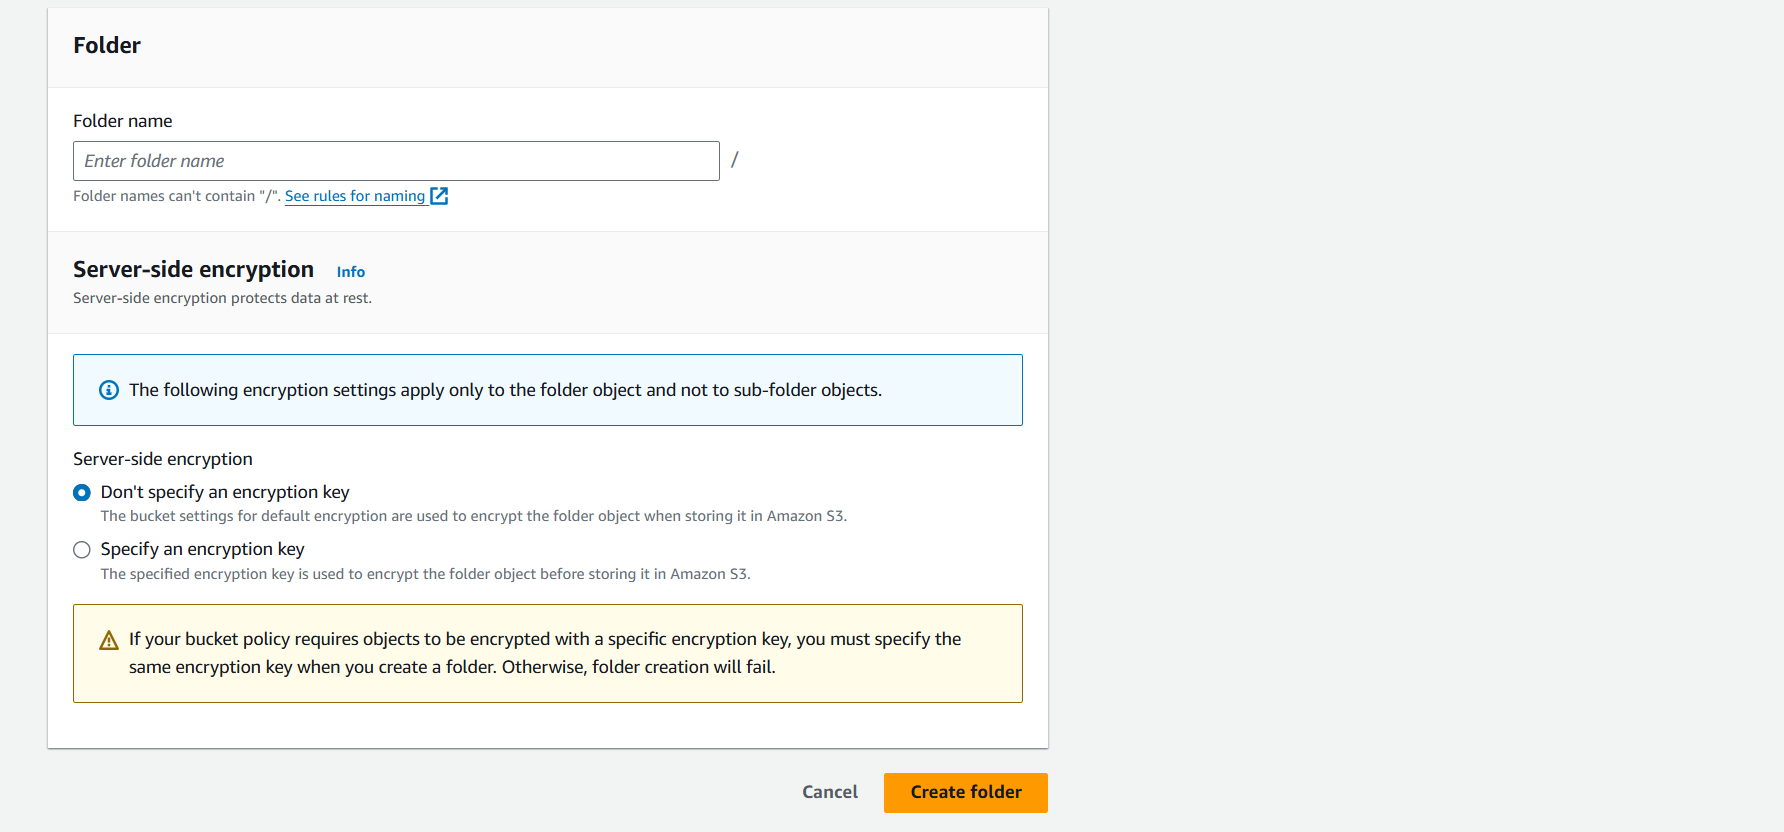 Folder
Folder name
Enter folder name /
Folder names can't contain "/". See rules for naming
Server-side encryption Info
Server-side encryption protects data at rest.
The following encryption settings apply only to the folder object and not to sub-folder objects.
Server-side encryption
Don't specify an encryption key
The bucket settings for default encryption are used to encrypt the folder object when storing it in Amazon S3.
Specify an encryption key
The specified encryption key is used to encrypt the folder object before storing it in Amazon S3.
If your bucket policy requires objects to be encrypted with a specific encryption key, you must specify the
same encryption key when you create a folder. Otherwise, folder creation will fail.
Cancel Create folder